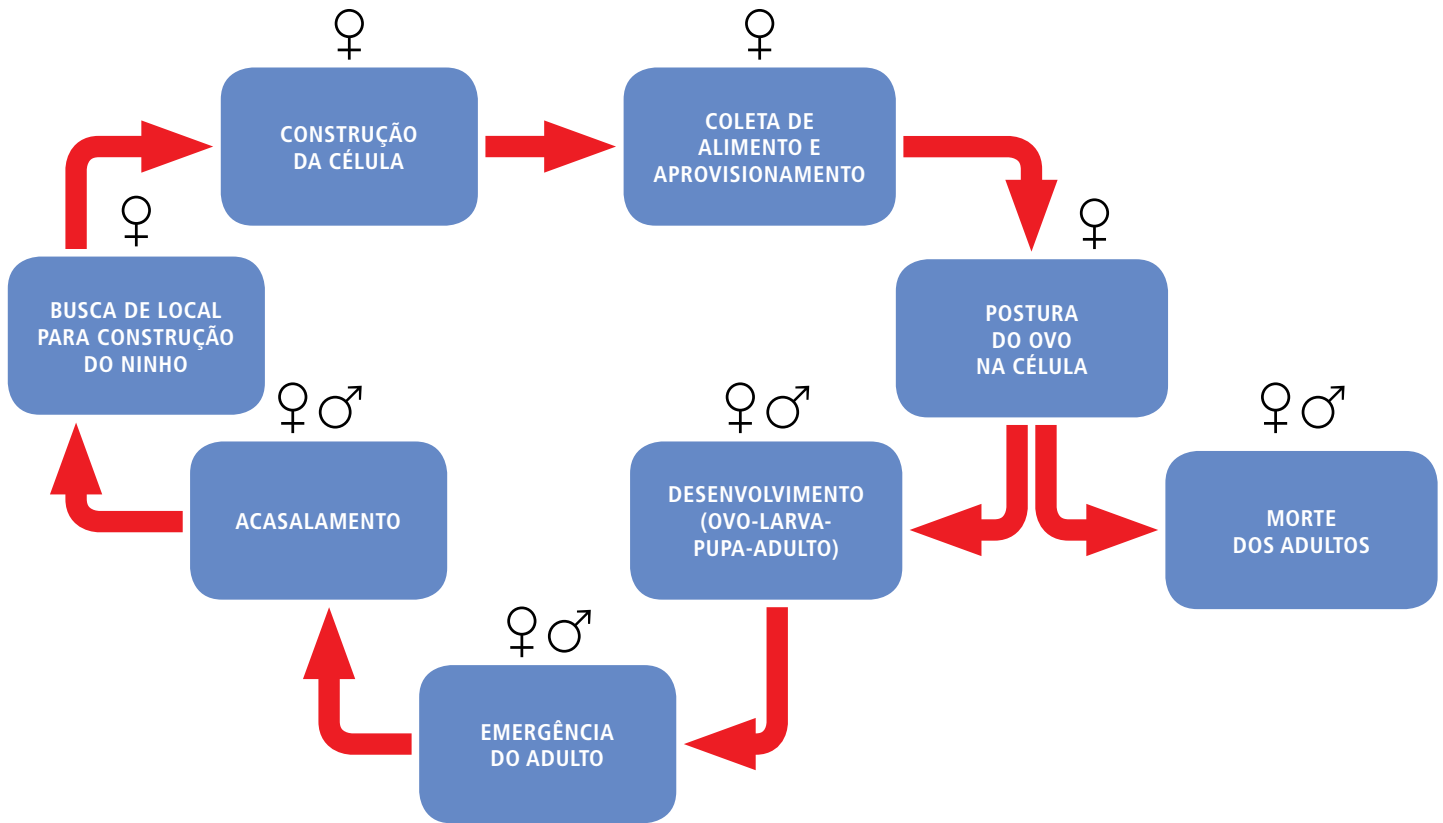 CONSTRUÇÃO
DA CÉLULA
COLETA DE
ALIMENTO E
APROVISIONAMENTO
POSTURA
DO OVO
NA CÉLULA
MORTE
DOS ADULTOS
DESENVOLVIMENTO
(OVO-LARVA-
PUPA-ADULTO)
EMERGÊNCIA
DO ADULTO
ACASALAMENTO
BUSCA DE LOCAL
PARA CONSTRUÇÃO
DO NINHO